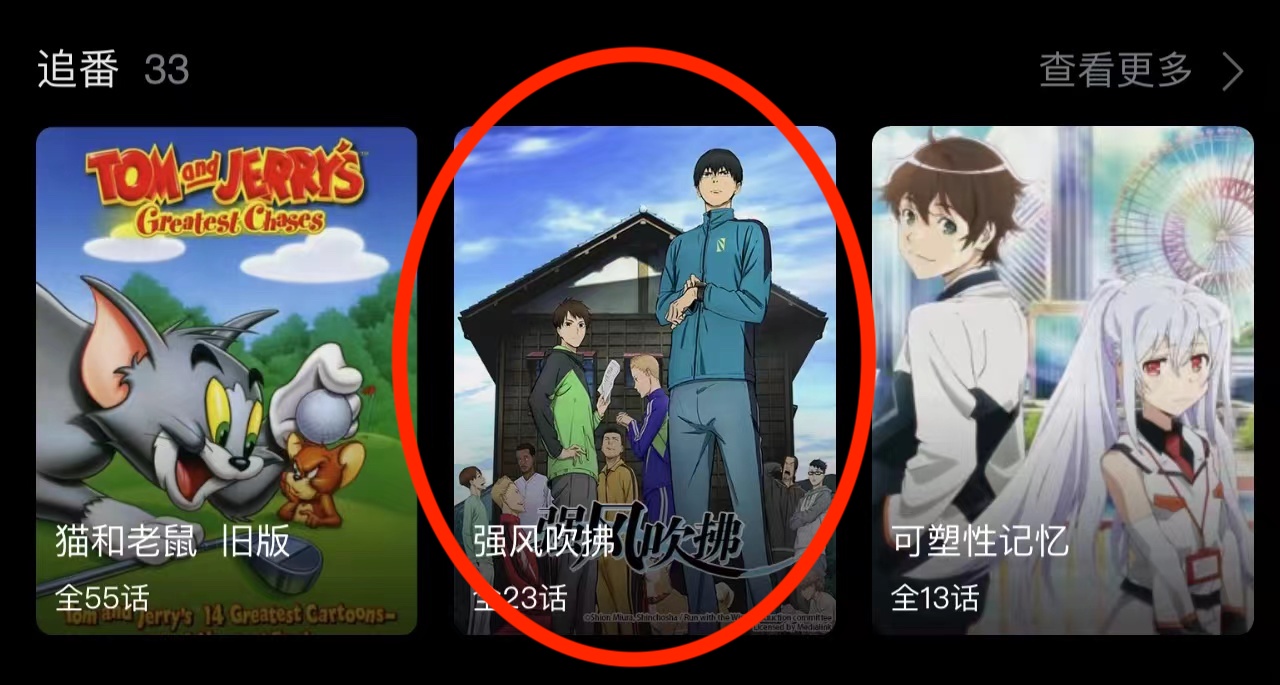 追番 33
查看更多
TOM and JERRY'S™
Greatest Chases
猫和老鼠 旧版
全55话
Tom and Jerry's 14 Greatest Cartoons-
强风吹拂
强风吹拂
全23话
©Shion Miura, Shinchosha / Run with the Wind
Licensed by Medialink
可塑性记忆
全13话